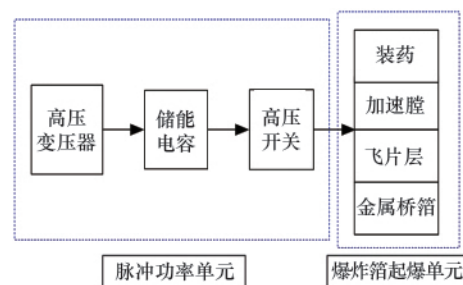 高压
变压器
储能
电容
高压
开关
装药
加速膛
飞片层
金属桥箔
脉冲功率单元
爆炸箔起爆单元